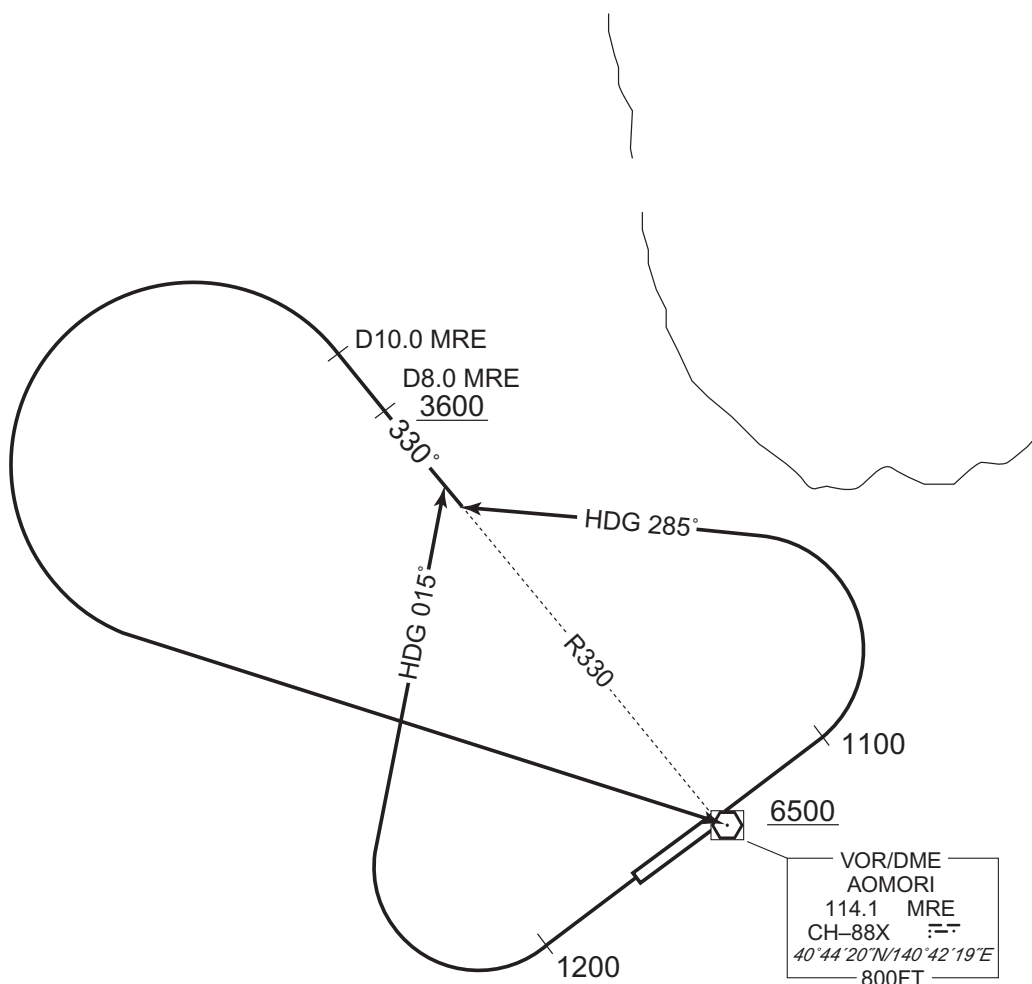 D10.0 MRE
D8.0 MRE
3600
330°
HDG 285°
HDG 015°
R330
1100
6500
1200
VOR/DME
AOMORI
114.1 MRE
CH–88X
40°44′20″N/140°42′19″E
800FT